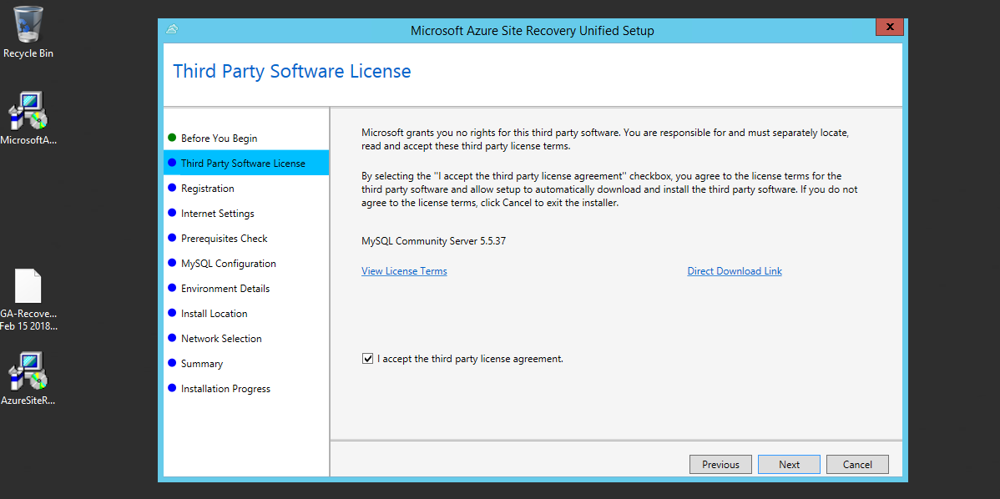 Recycle Bin
MicrosoftA...
GA-Recove...
Feb 15 2018...
AzureSiteR...
Microsoft Azure Site Recovery Unified Setup
x
Third Party Software License
Before You Begin
Third Party Software License
Registration
Internet Settings
Prerequisites Check
MySQL Configuration
Environment Details
Install Location
Network Selection
Summary
Installation Progress
Microsoft grants you no rights for this third party software. You are responsible for and must separately locate,
read and accept these third party license terms.
By selecting the "I accept the third party license agreement" checkbox, you agree to the license terms for the
third party software and allow setup to automatically download and install the third party software. If you do not
agree to the license terms, click Cancel to exit the installer.
MySQL Community Server 5.5.37
View License Terms Direct Download Link
I accept the third party license agreement.
Previous Next Cancel